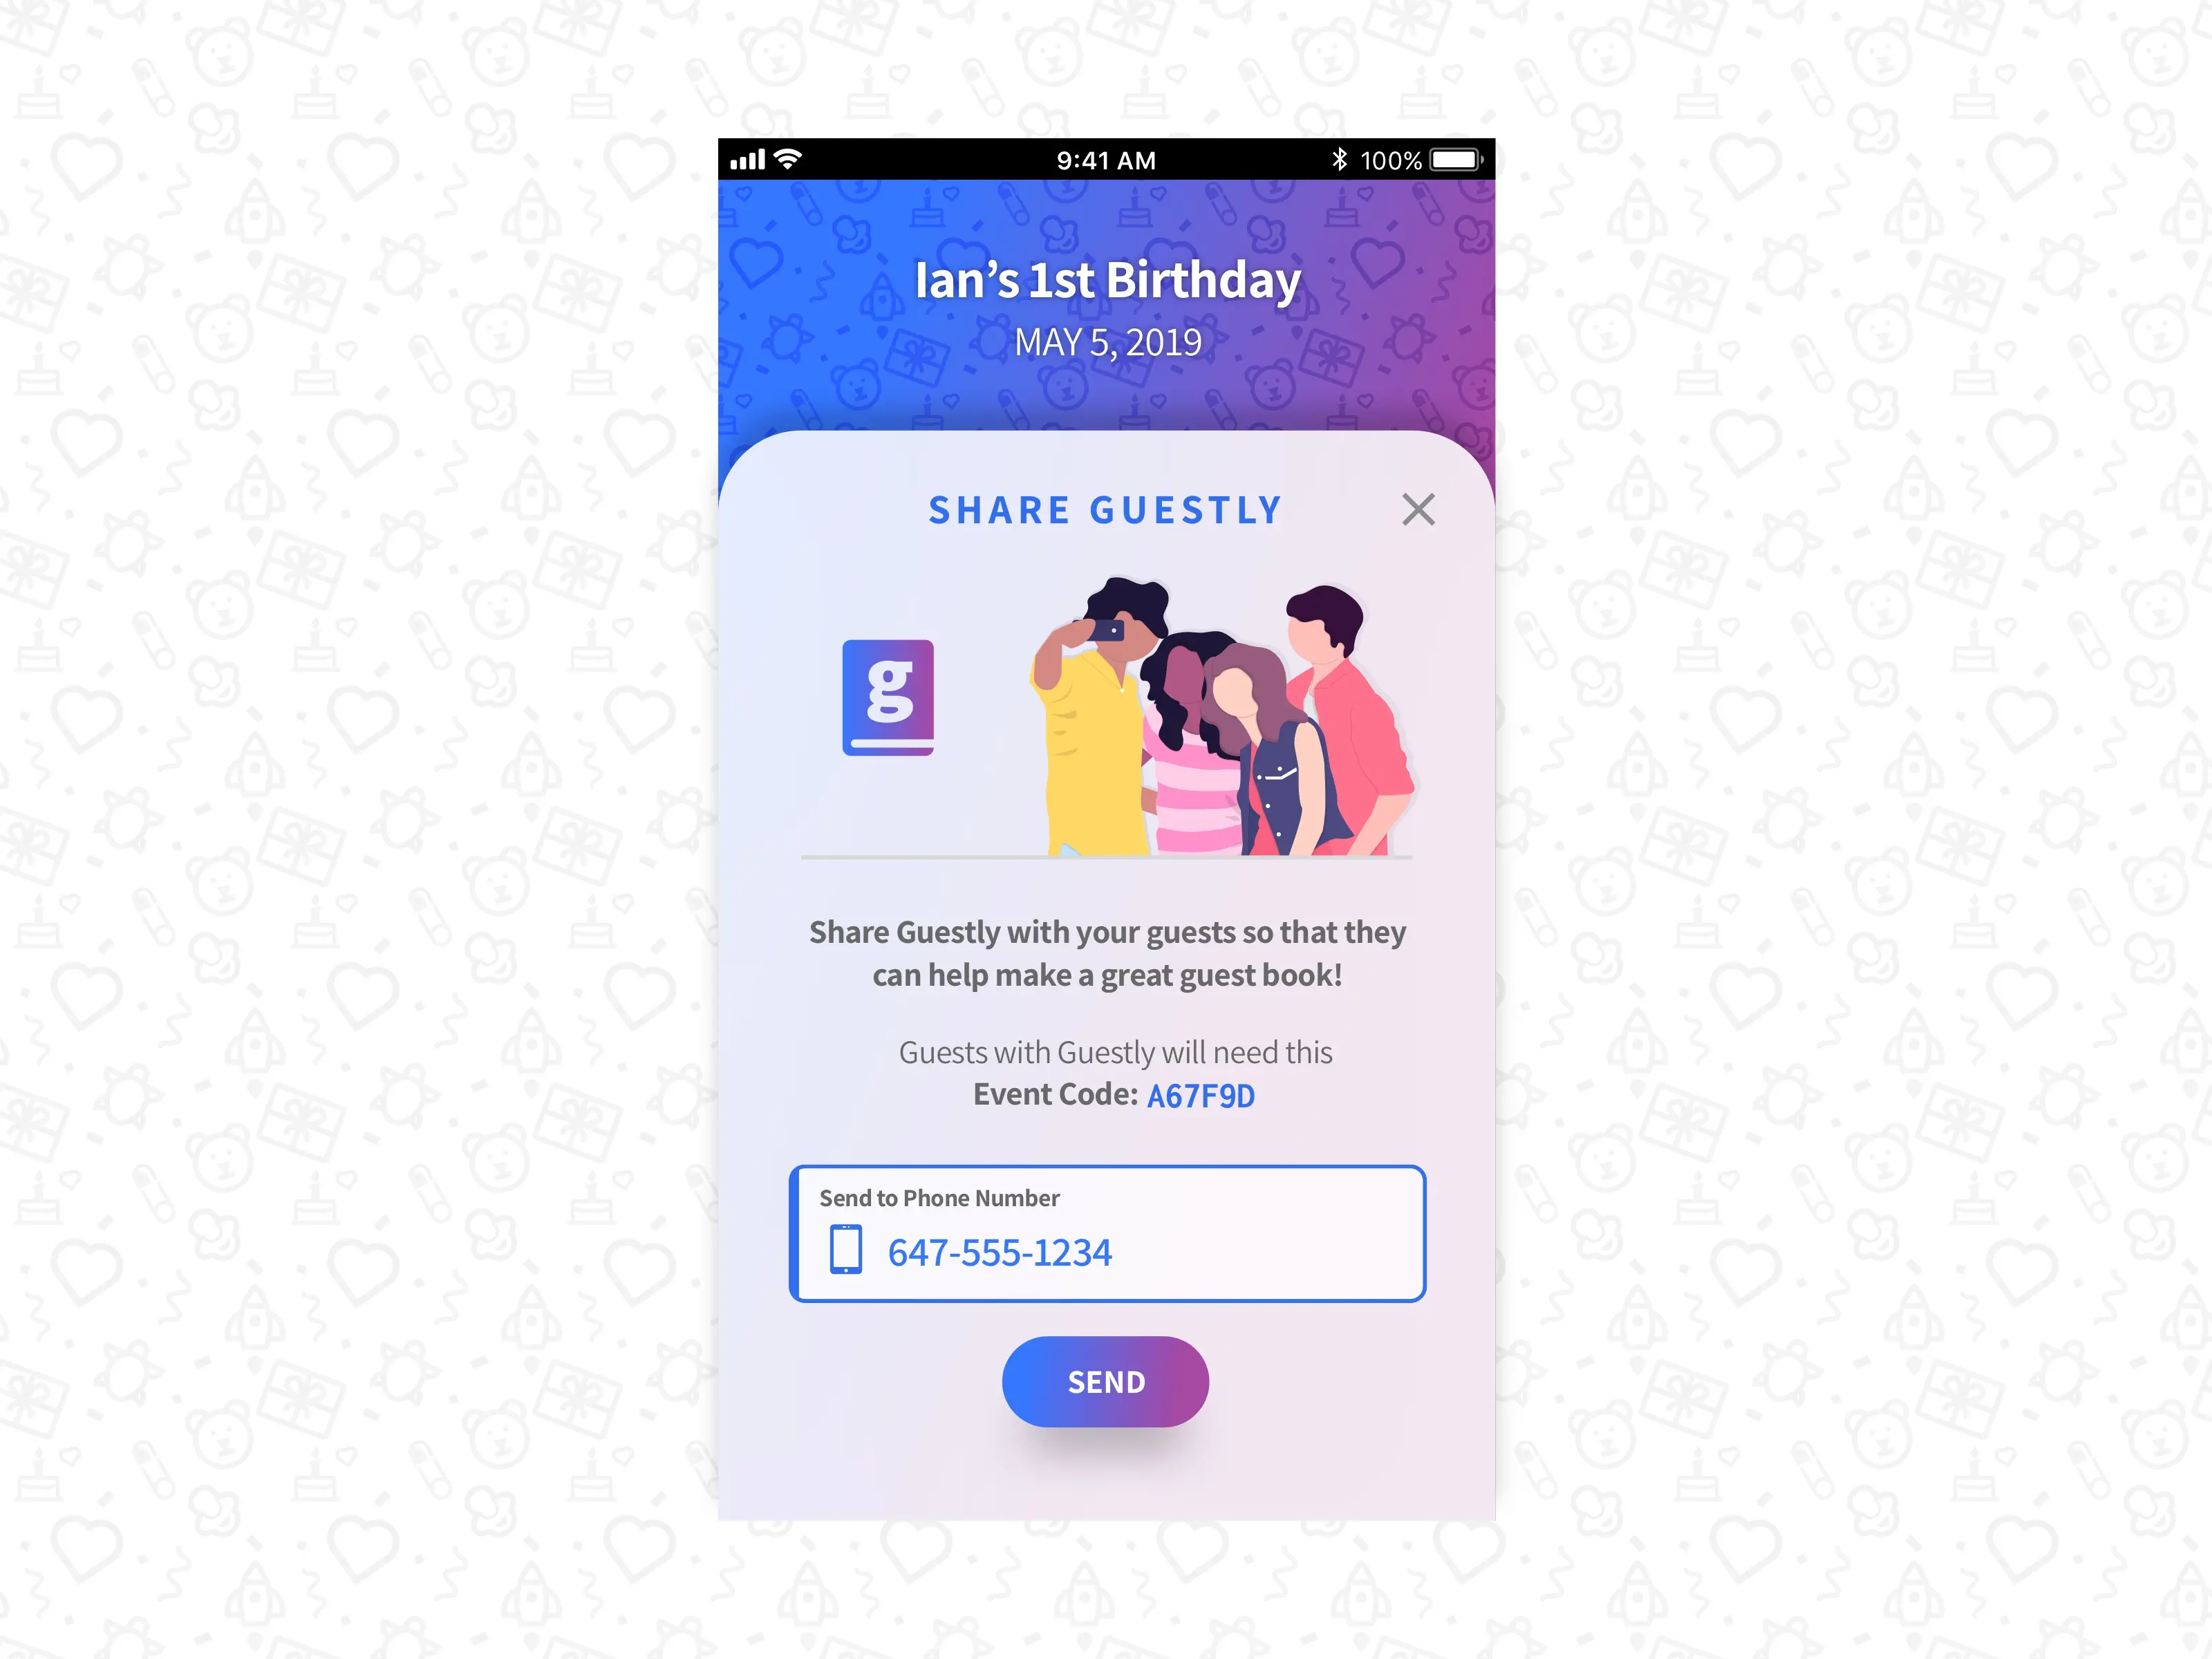 9:41 AM
100%
Ian’s 1st Birthday
MAY 5, 2019
SHARE GUESTLY
g
Share Guestly with your guests so that they
can help make a great guest book!
Guests with Guestly will need this
Event Code: A67F9D
Send to Phone Number
647-555-1234
SEND